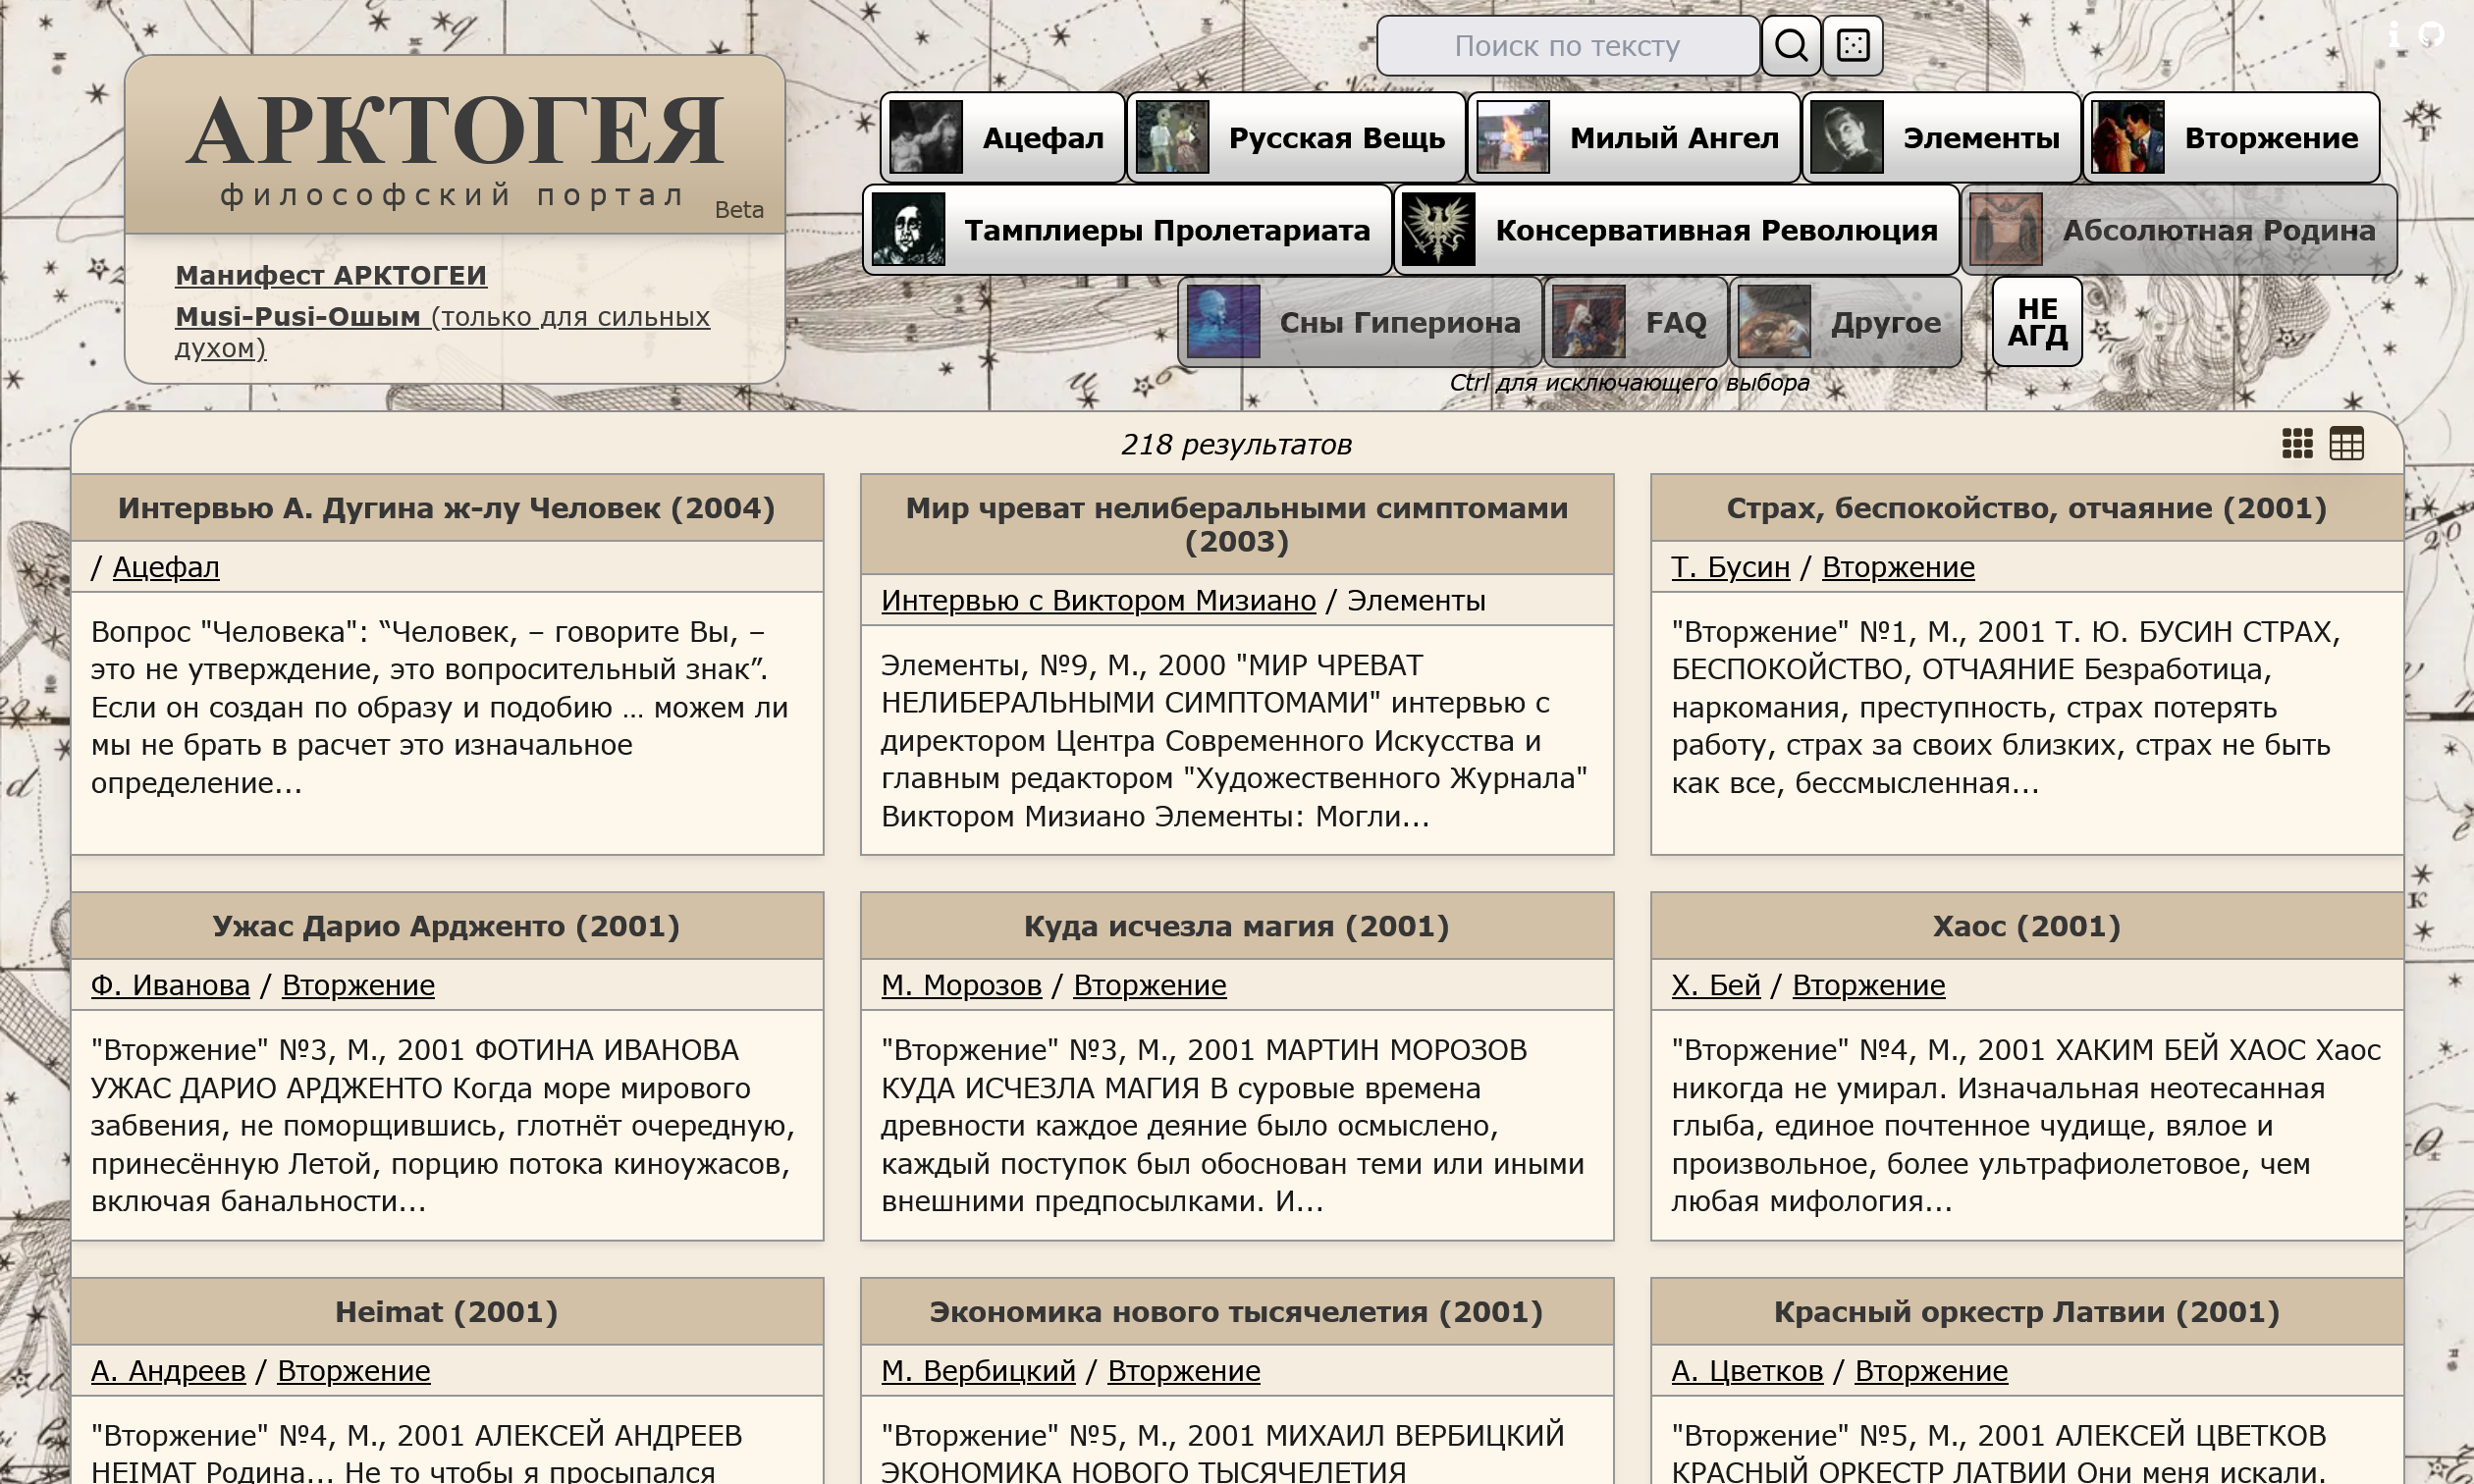 Поиск по тексту
АРКТОГЕЯ
философский портал
Beta
Манифест АРКТОГЕИ
Musi-Pusi-Ошым (только для сильных
духом)
Ацефал
Русская Вещь
Милый Ангел
Элементы
Вторжение
Тамплиеры Пролетариата
Консервативная Революция
Абсолютная Родина
Сны Гипериона
FAQ
Другое
НЕ
АГД
Ctrl для исключающего выбора
218 результатов
Интервью А. Дугина ж-лу Человек (2004)
/ Ацефал
Вопрос "Человека": “Человек, – говорите Вы, –
это не утверждение, это вопросительный знак”.
Если он создан по образу и подобию … можем ли
мы не брать в расчет это изначальное
определение...
Мир чреват нелиберальными симптомами
(2003)
Интервью с Виктором Мизиано / Элементы
Элементы, №9, М., 2000 "МИР ЧРЕВАТ
НЕЛИБЕРАЛЬНЫМИ СИМПТОМАМИ" интервью с
директором Центра Современного Искусства и
главным редактором "Художественного Журнала"
Виктором Мизиано Элементы: Могли...
Страх, беспокойство, отчаяние (2001)
Т. Бусин / Вторжение
"Вторжение" №1, М., 2001 Т. Ю. БУСИН СТРАХ,
БЕСПОКОЙСТВО, ОТЧАЯНИЕ Безработица,
наркомания, преступность, страх потерять
работу, страх за своих близких, страх не быть
как все, бессмысленная...
Ужас Дарио Ардженто (2001)
Ф. Иванова / Вторжение
"Вторжение" №3, М., 2001 ФОТИНА ИВАНОВА
УЖАС ДАРИО АРДЖЕНТО Когда море мирового
забвения, не поморщившись, глотнёт очередную,
принесённую Летой, порцию потока киноужасов,
включая банальности...
Куда исчезла магия (2001)
М. Морозов / Вторжение
"Вторжение" №3, М., 2001 МАРТИН МОРОЗОВ
КУДА ИСЧЕЗЛА МАГИЯ В суровые времена
древности каждое деяние было осмыслено,
каждый поступок был обоснован теми или иными
внешними предпосылками. И...
Хаос (2001)
Х. Бей / Вторжение
"Вторжение" №4, М., 2001 ХАКИМ БЕЙ ХАОС Хаос
никогда не умирал. Изначальная неотесанная
глыба, единое почтенное чудище, вялое и
произвольное, более ультрафиолетовое, чем
любая мифология...
Heimat (2001)
А. Андреев / Вторжение
"Вторжение" №4, М., 2001 АЛЕКСЕЙ АНДРЕЕВ
HEIMAT Родина... Не то чтобы я просыпался
Экономика нового тысячелетия (2001)
М. Вербицкий / Вторжение
"Вторжение" №5, М., 2001 МИХАИЛ ВЕРБИЦКИЙ
ЭКОНОМИКА НОВОГО ТЫСЯЧЕЛЕТИЯ
Красный оркестр Латвии (2001)
А. Цветков / Вторжение
"Вторжение" №5, М., 2001 АЛЕКСЕЙ ЦВЕТКОВ
КРАСНЫЙ ОРКЕСТР ЛАТВИИ Они меня искали.